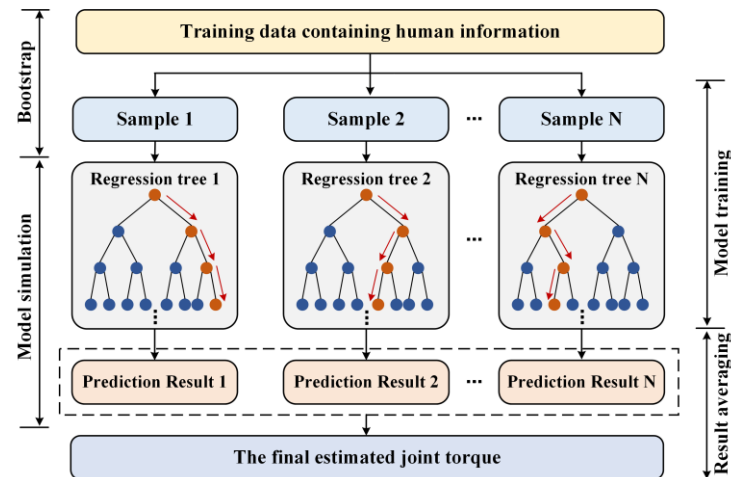 Training data containing human information
Bootstrap
Sample 1
Sample 2
...
Sample N
Regression tree 1
Regression tree 2
...
Regression tree N
Model simulation
Model training
Prediction Result 1
Prediction Result 2
...
Prediction Result N
Result averaging
The final estimated joint torque